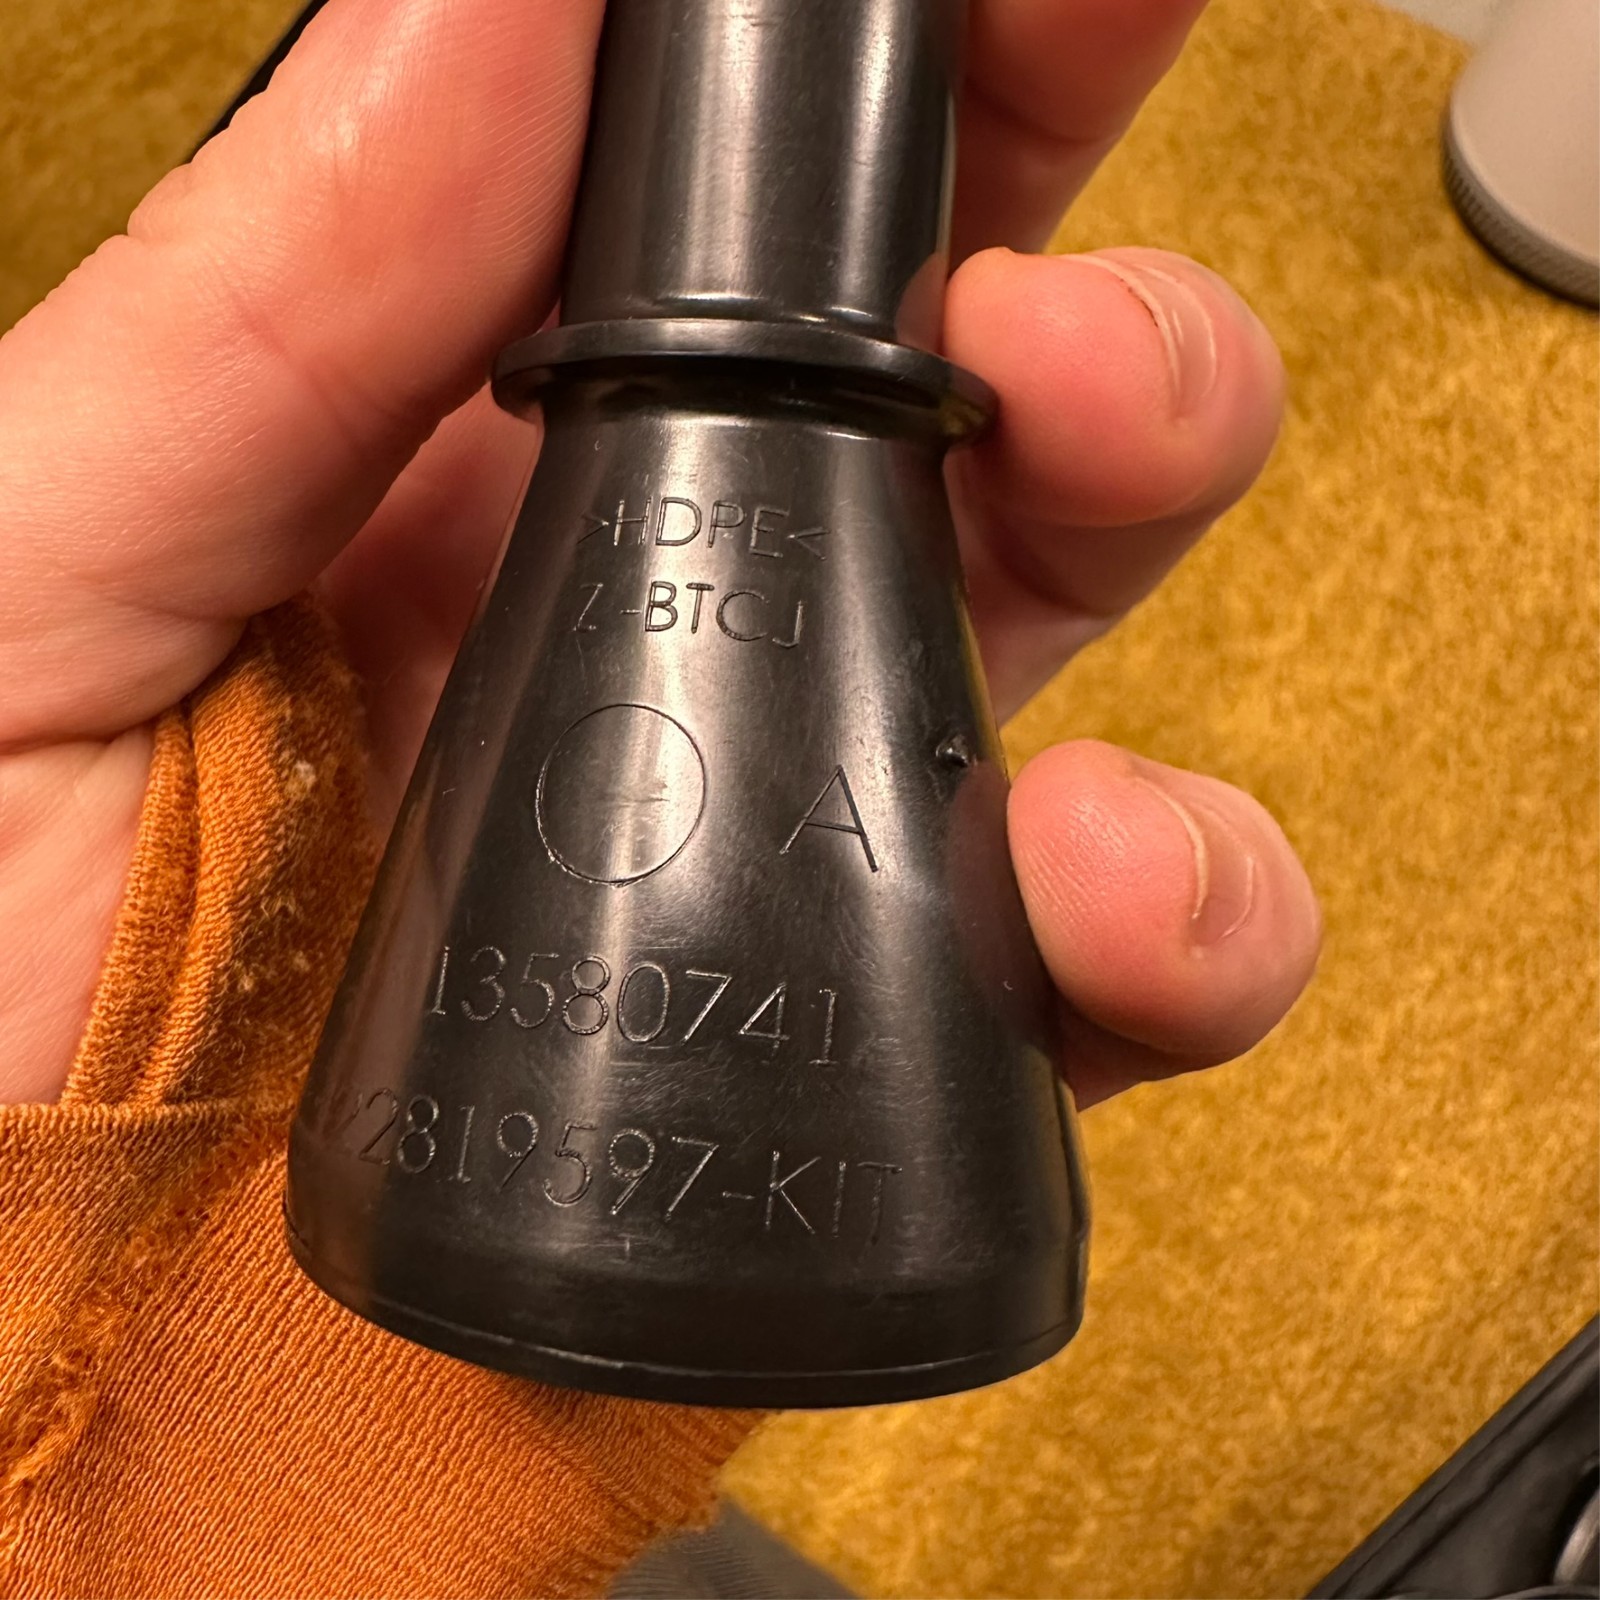 >HDPE<
Z-BTCJ
A
13580741
22819597-KIT